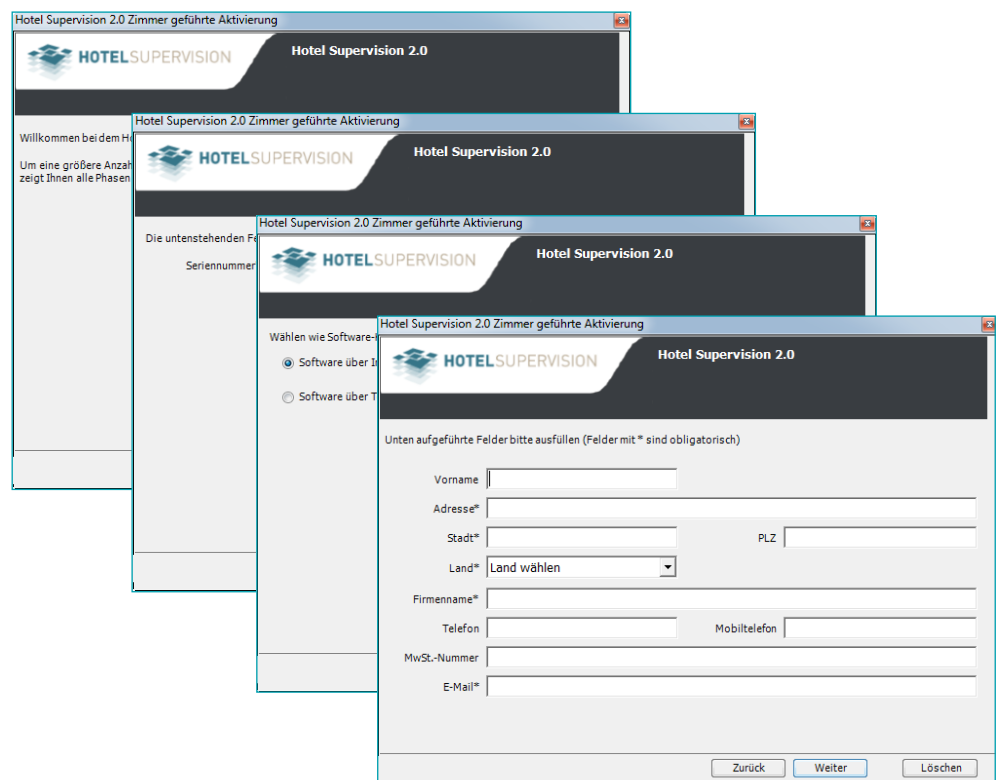 Hotel Supervision 2.0 Zimmer geführte Aktivierung
HOTELSUPERVISION
Hotel Supervision 2.0
Willkommen bei dem
Um eine größere Anzah
zeigt Ihnen alle Phasen
Hotel Supervision 2.0 Zimmer geführte Aktivierung
HOTELSUPERVISION
Hotel Supervision 2.0
Die untenstehenden
Seriennummer
Hotel Supervision 2.0 Zimmer geführte Aktivierung
HOTELSUPERVISION
Hotel Supervision 2.0
Wählen wie Software-
Software über
Software über
Hotel Supervision 2.0 Zimmer geführte Aktivierung
HOTELSUPERVISION
Hotel Supervision 2.0
Unten aufgeführte Felder bitte ausfüllen (Felder mit * sind obligatorisch)
Vorname
Adresse*
Stadt* PLZ
Land* Land wählen
Firmenname*
Telefon Mobiltelefon
MwSt.-Nummer
E-Mail*
Zurück Weiter Löschen